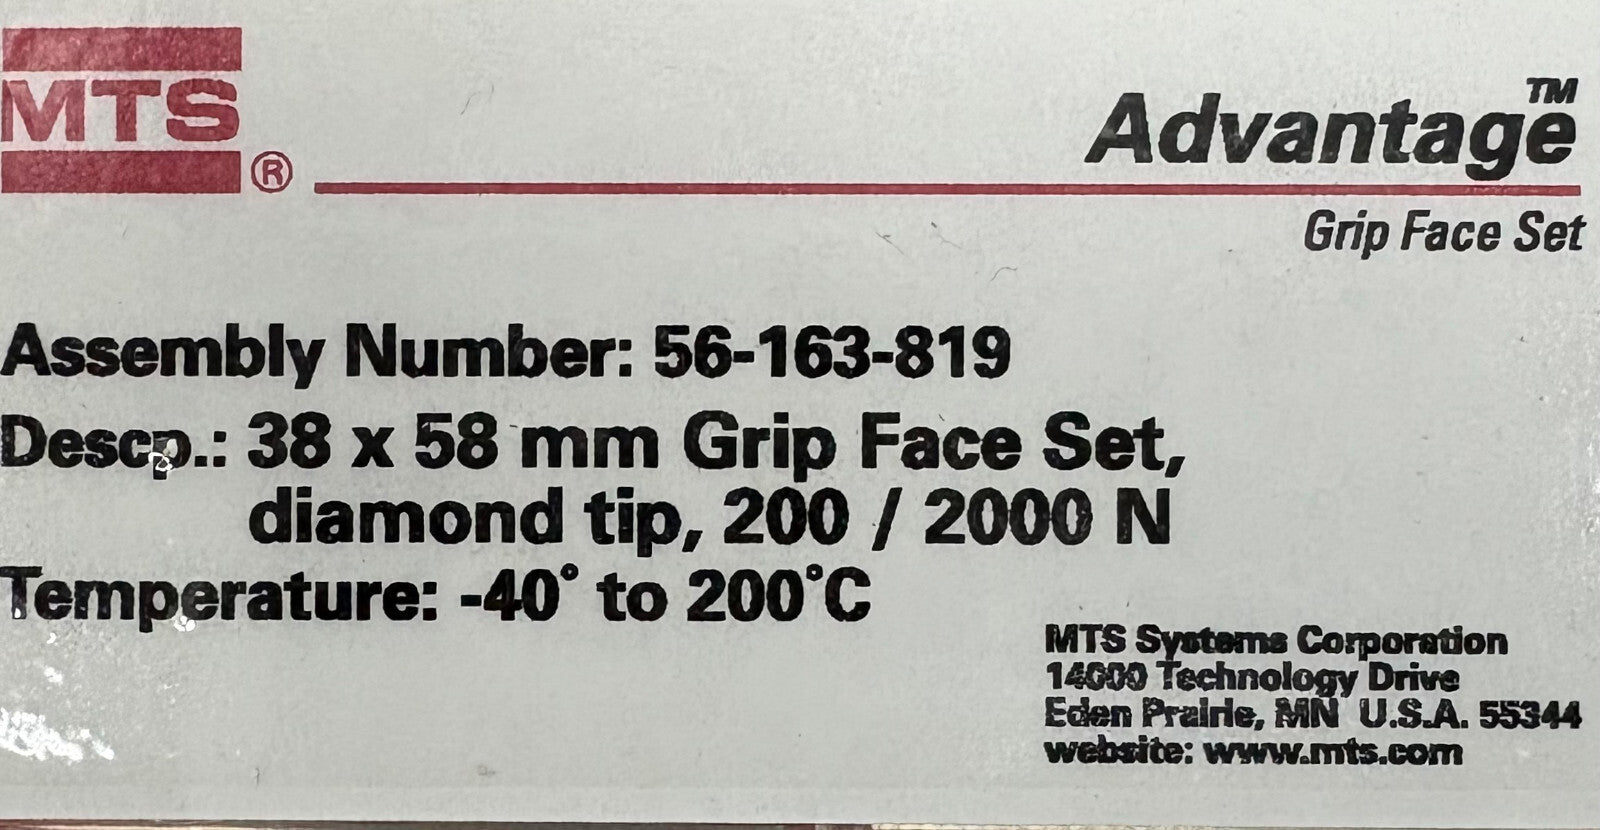 MTS®
Advantage™
Grip Face Set
Assembly Number: 56-163-819
Descp.: 38 x 58 mm Grip Face Set,
diamond tip, 200 / 2000 N
Temperature: -40° to 200°C
MTS Systems Corporation
14000 Technology Drive
Eden Prairie, MN U.S.A. 55344
website: www.mts.com